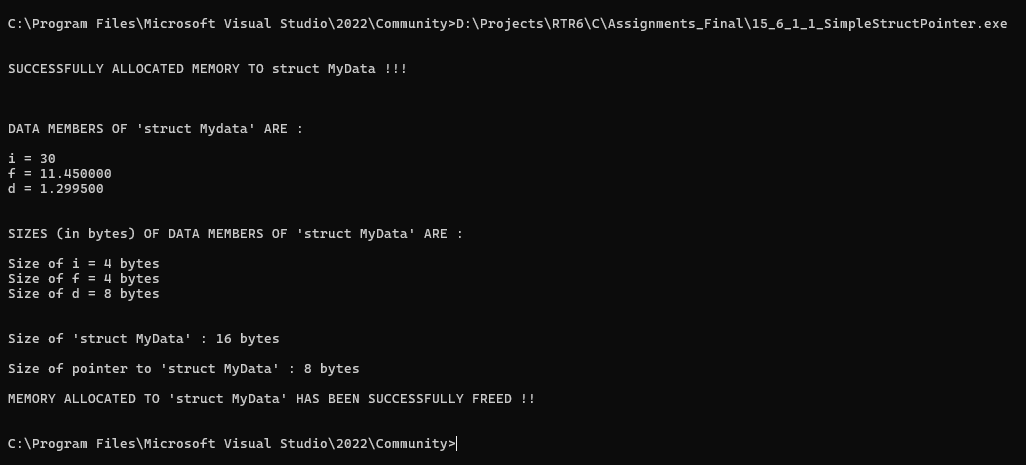 C:\Program Files\Microsoft Visual Studio\2022\Community>D:\Projects\RTR6\C\Assignments_Final\15_6_1_1_SimpleStructPointer.exe
SUCCESSFULLY ALLOCATED MEMORY TO struct MyData !!!
DATA MEMBERS OF 'struct Mydata' ARE :
i = 30
f = 11.450000
d = 1.299500
SIZES (in bytes) OF DATA MEMBERS OF 'struct MyData' ARE :
Size of i = 4 bytes
Size of f = 4 bytes
Size of d = 8 bytes
Size of 'struct MyData' : 16 bytes
Size of pointer to 'struct MyData' : 8 bytes
MEMORY ALLOCATED TO 'struct MyData' HAS BEEN SUCCESSFULLY FREED !!
C:\Program Files\Microsoft Visual Studio\2022\Community>